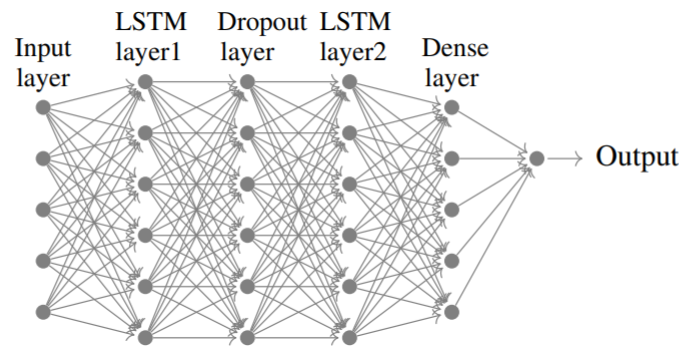 Input
layer
LSTM
layer1
Dropout
layer
LSTM
layer2
Dense
layer
Output